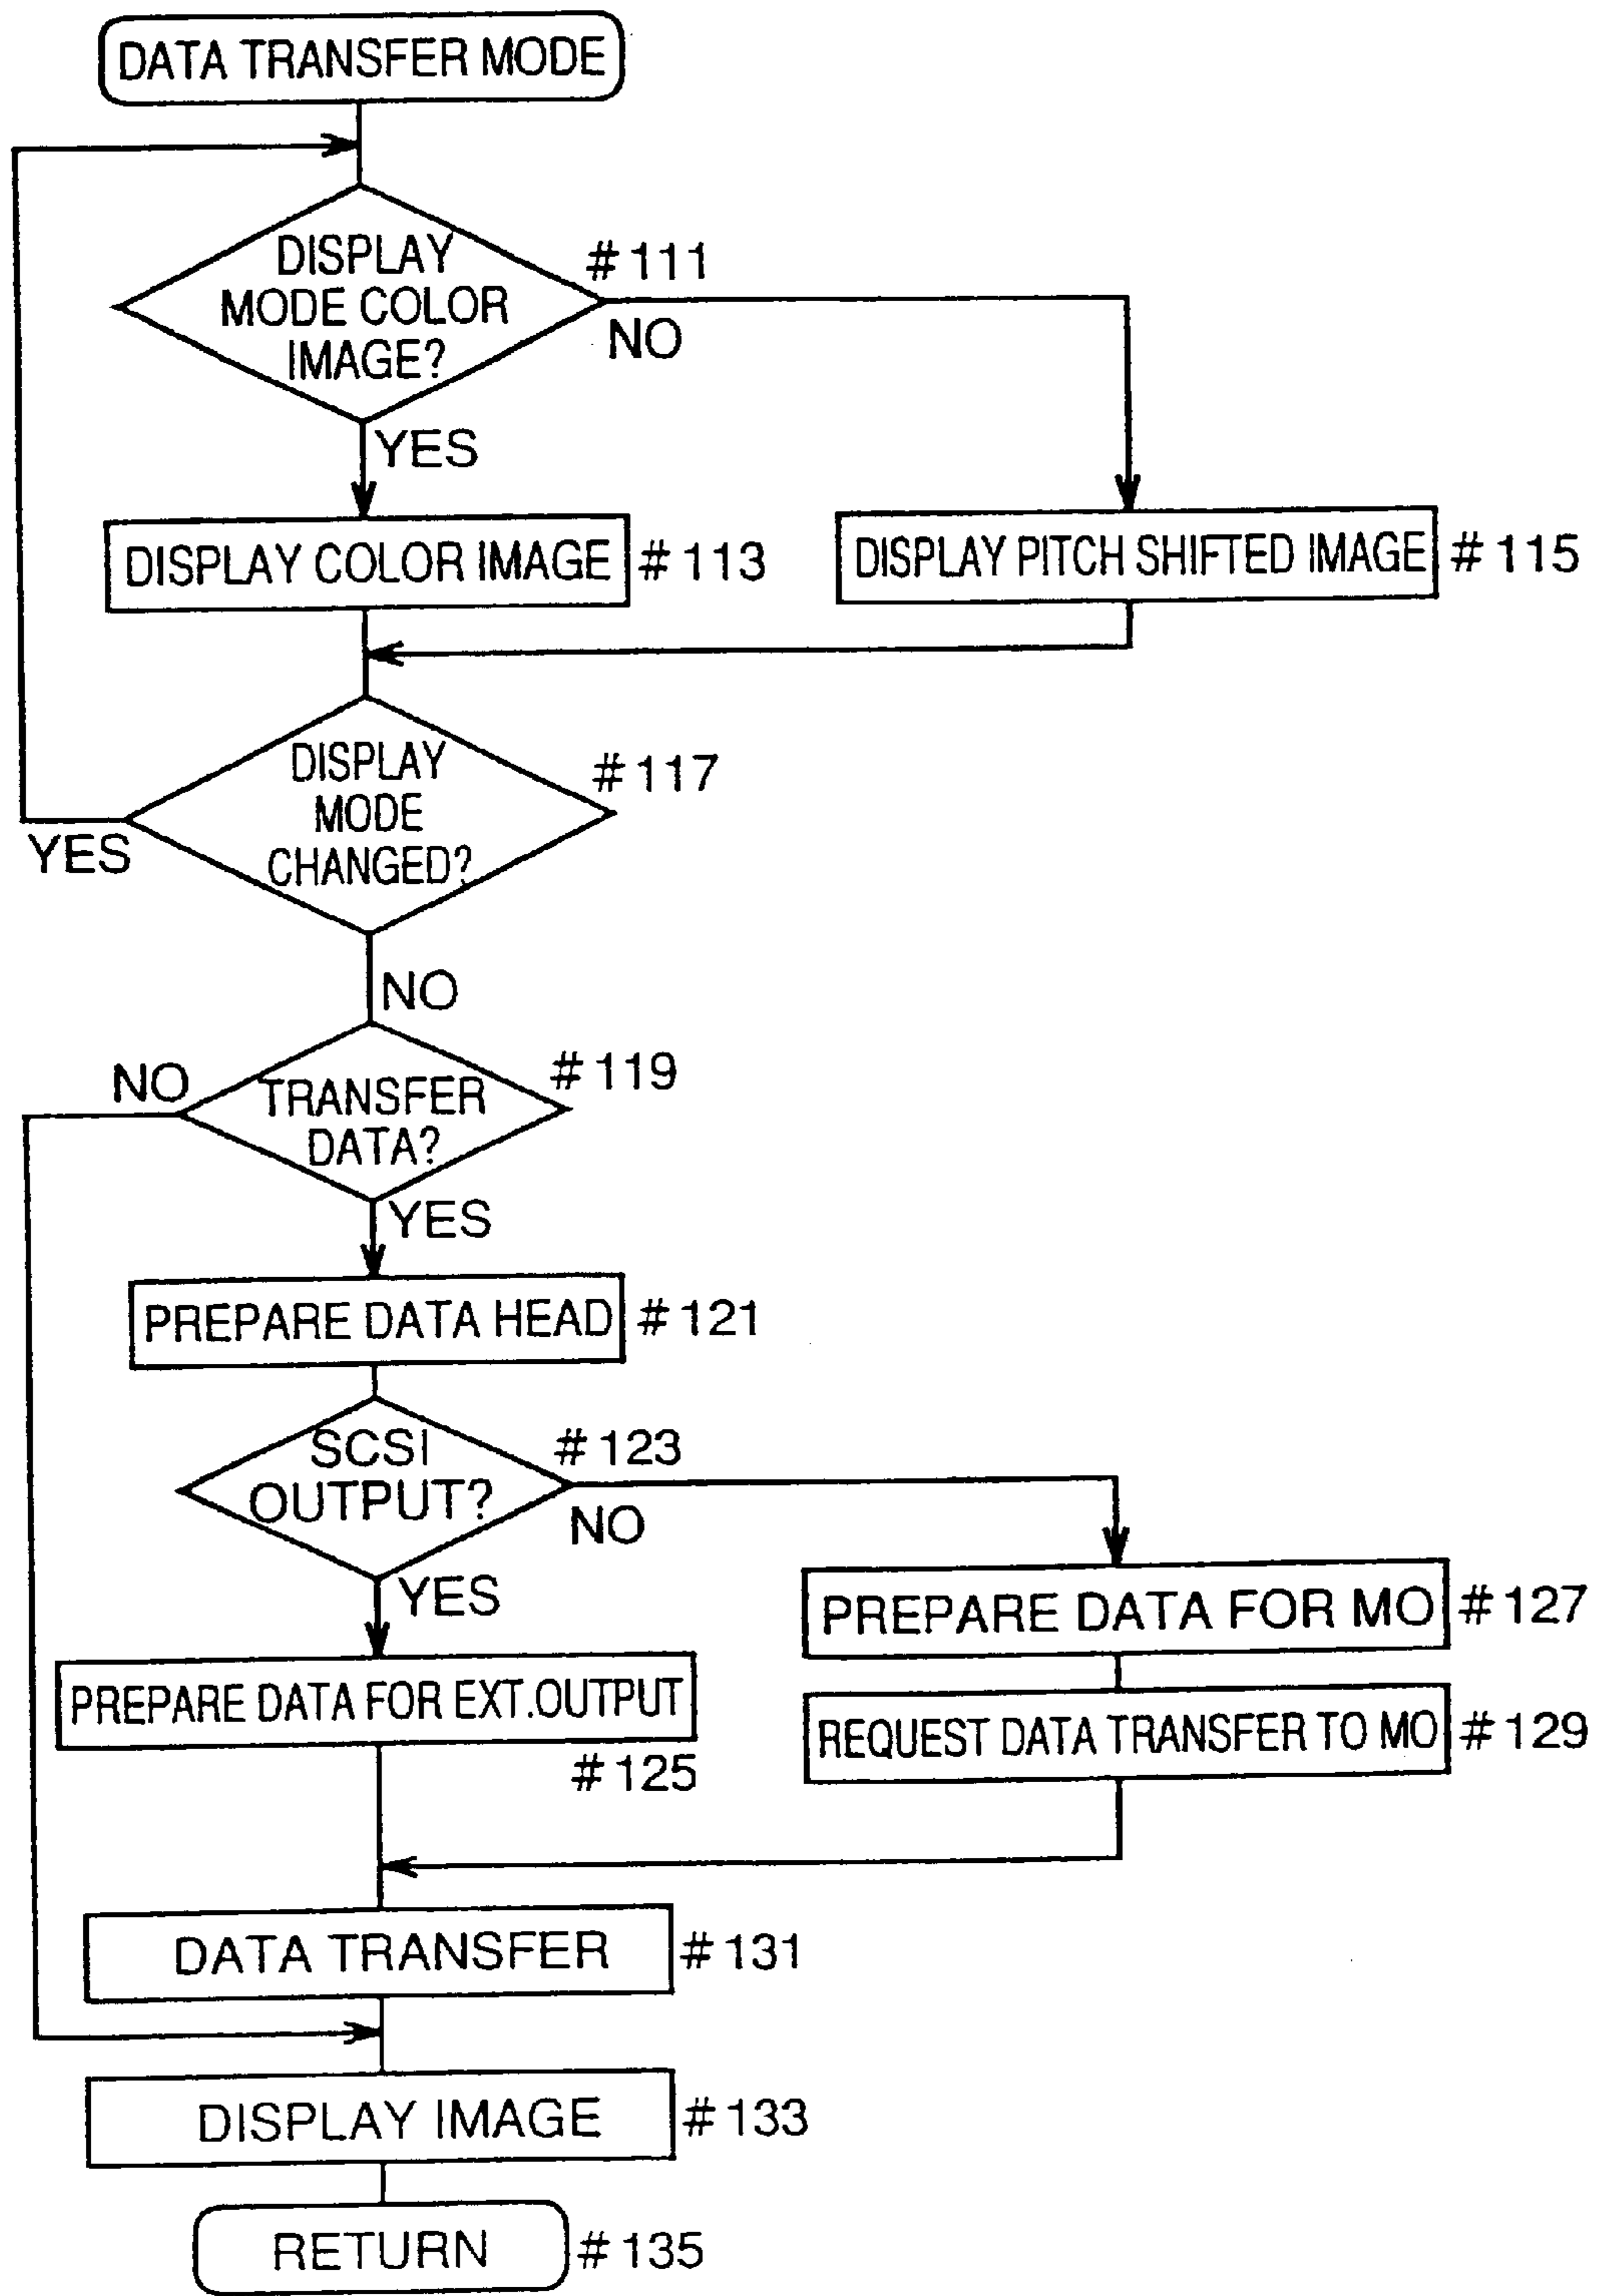 DATA TRANSFER MODE
DISPLAY
MODE COLOR
IMAGE?
#111
NO
YES
DISPLAY COLOR IMAGE
#113
DISPLAY PITCH SHIFTED IMAGE
#115
DISPLAY
MODE
CHANGED?
#117
YES
NO
TRANSFER
DATA?
#119
NO
YES
PREPARE DATA HEAD
#121
SCSI
OUTPUT?
#123
NO
YES
PREPARE DATA FOR MO
#127
PREPARE DATA FOR EXT.OUTPUT
#125
REQUEST DATA TRANSFER TO MO
#129
DATA TRANSFER
#131
DISPLAY IMAGE
#133
RETURN
#135